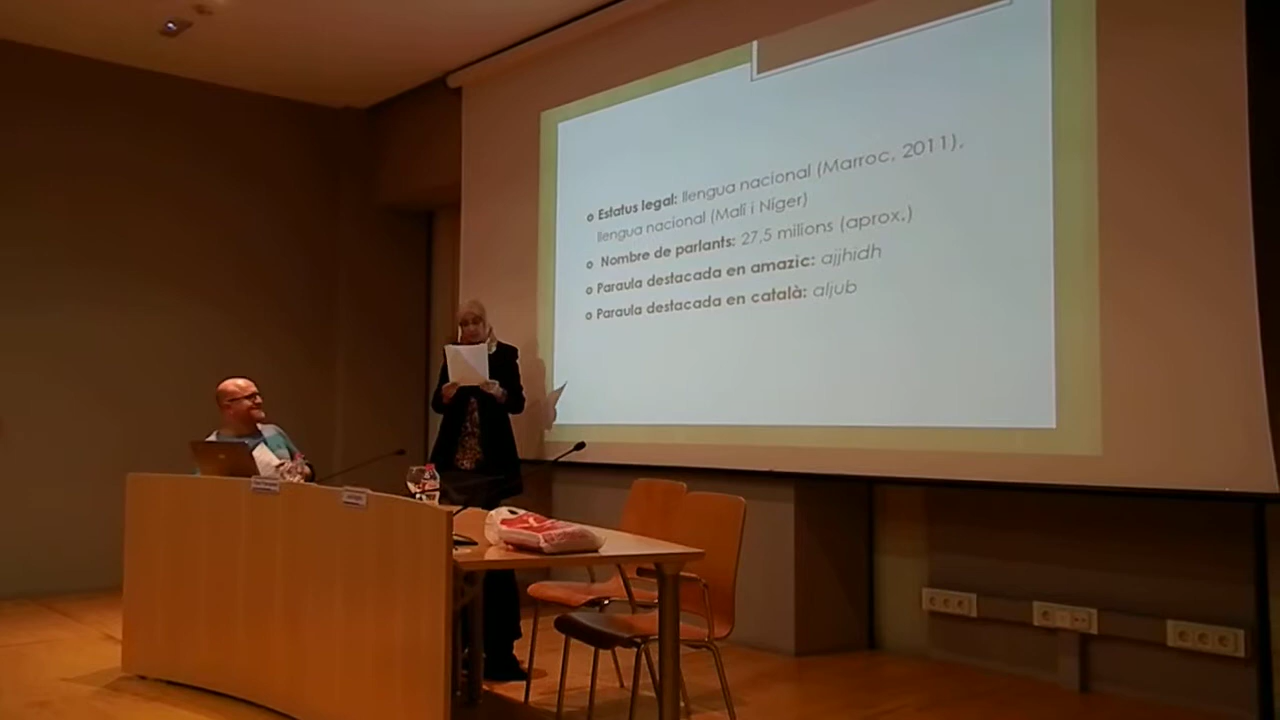 o Estatus legal: llengua nacional (Marroc, 2011),
llengua nacional (Malí i Níger)
o Nombre de parlants: 27,5 milions (aprox.)
o Paraula destacada en amazic: ajjhidh
o Paraula destacada en català: aljub